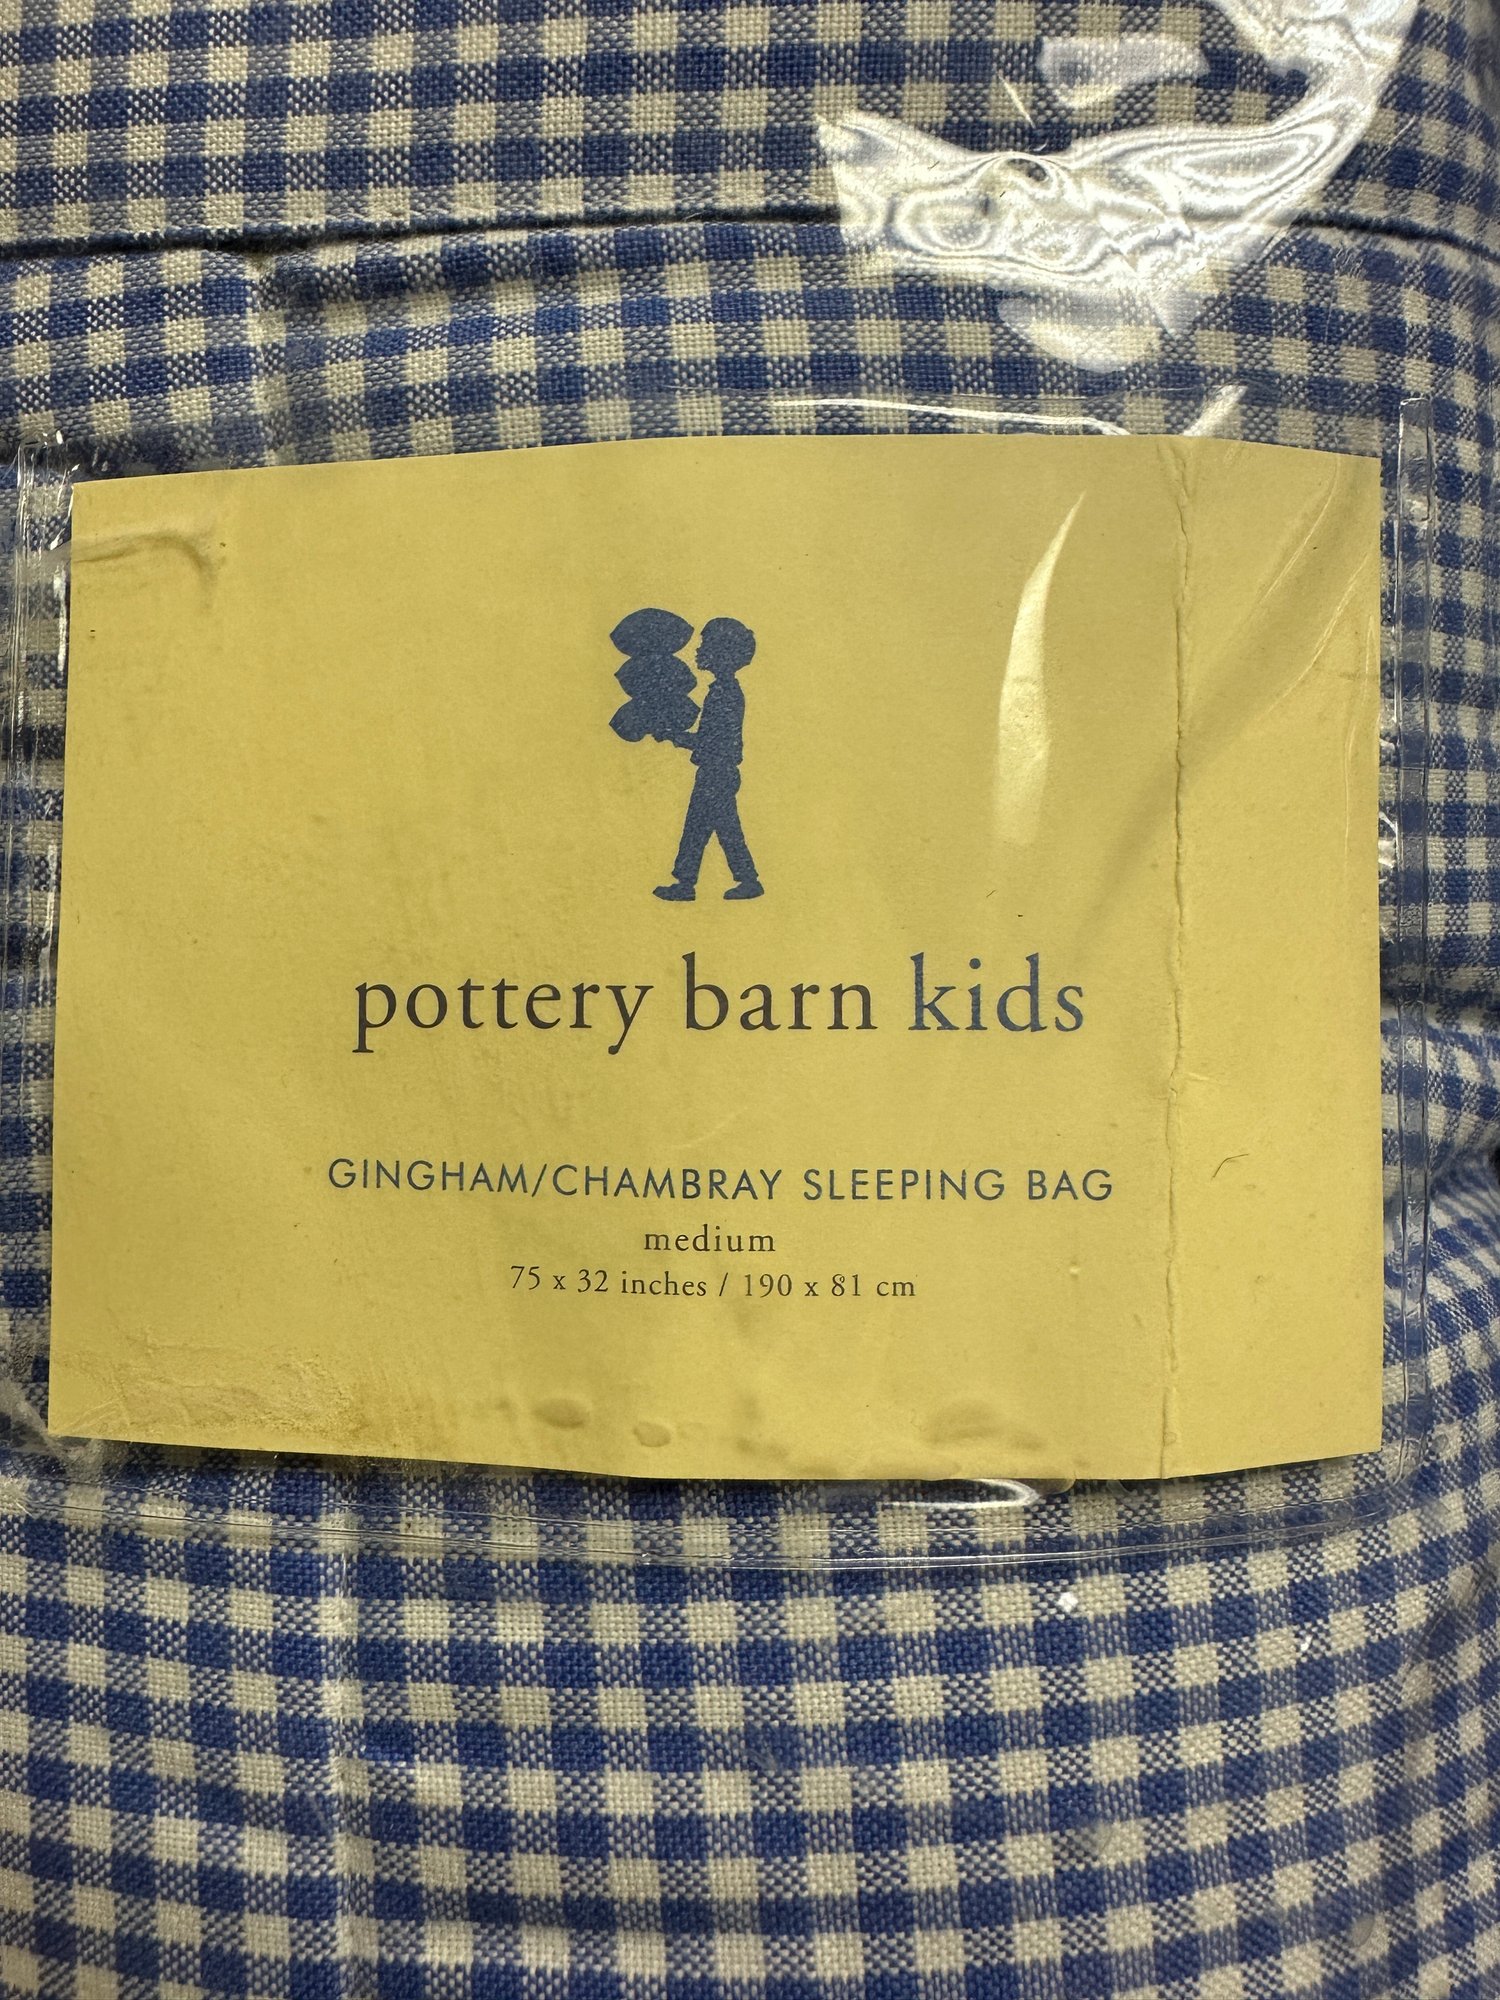 pottery barn kids
GINGHAM/CHAMBRAY SLEEPING BAG
medium
75 x 32 inches / 190 x 81 cm